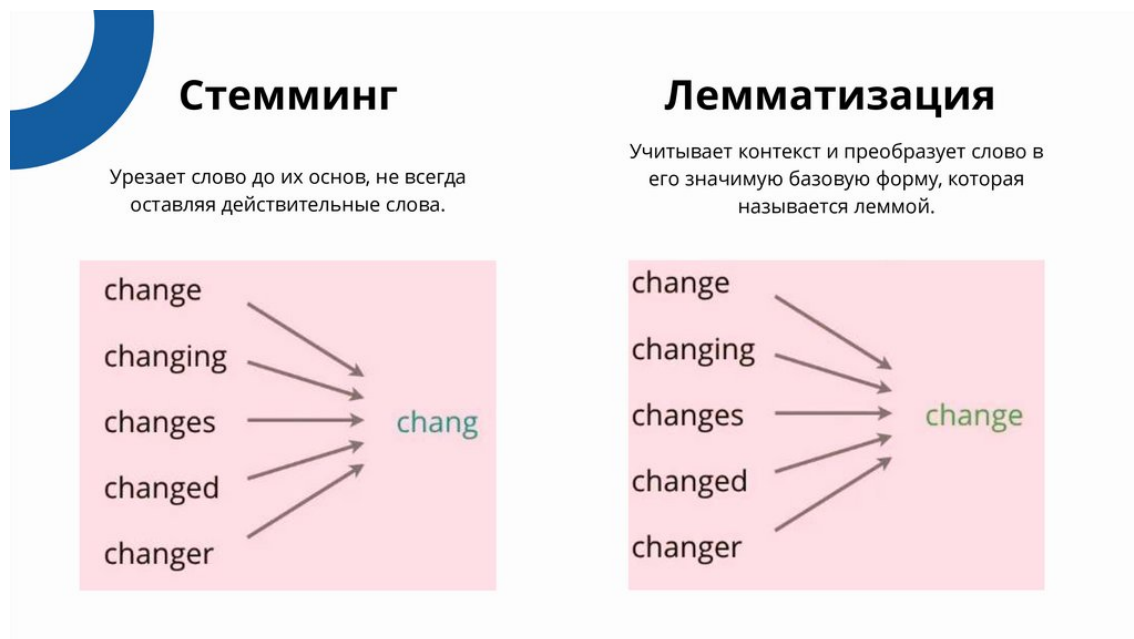 Стемминг
Урезает слово до их основ, не всегда
оставляя действительные слова.
change
changing
changes
changed
changer
chang
Лемматизация
Учитывает контекст и преобразует слово в
его значимую базовую форму, которая
называется леммой.
change
changing
changes
changed
changer
change